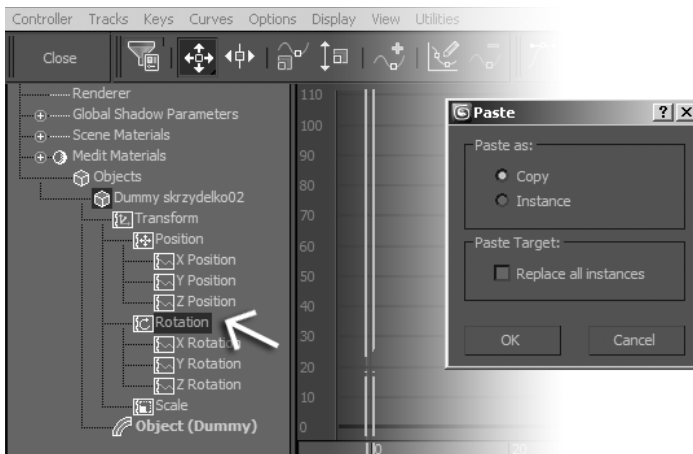 Controller Tracks Keys Curves Options Display View Utilities
Close
Renderer
Global Shadow Parameters
Scene Materials
Medit Materials
Objects
Dummy skrzydelko02
Transform
Position
X Position
Y Position
Z Position
Rotation
X Rotation
Y Rotation
Z Rotation
Scale
Object (Dummy)
110
100
90
80
70
60
50
40
30
20
10
0
0
20
Paste
Paste as:
Copy
Instance
Paste Target:
Replace all instances
OK Cancel